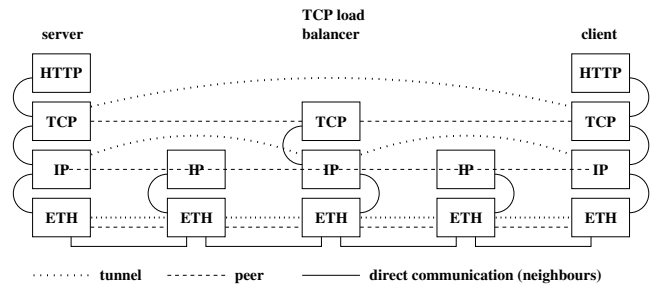 TCP load
server balancer client
HTTP HTTP
TCP TCP TCP
IP IP IP IP IP
ETH ETH ETH ETH ETH
tunnel peer direct communication (neighbours)